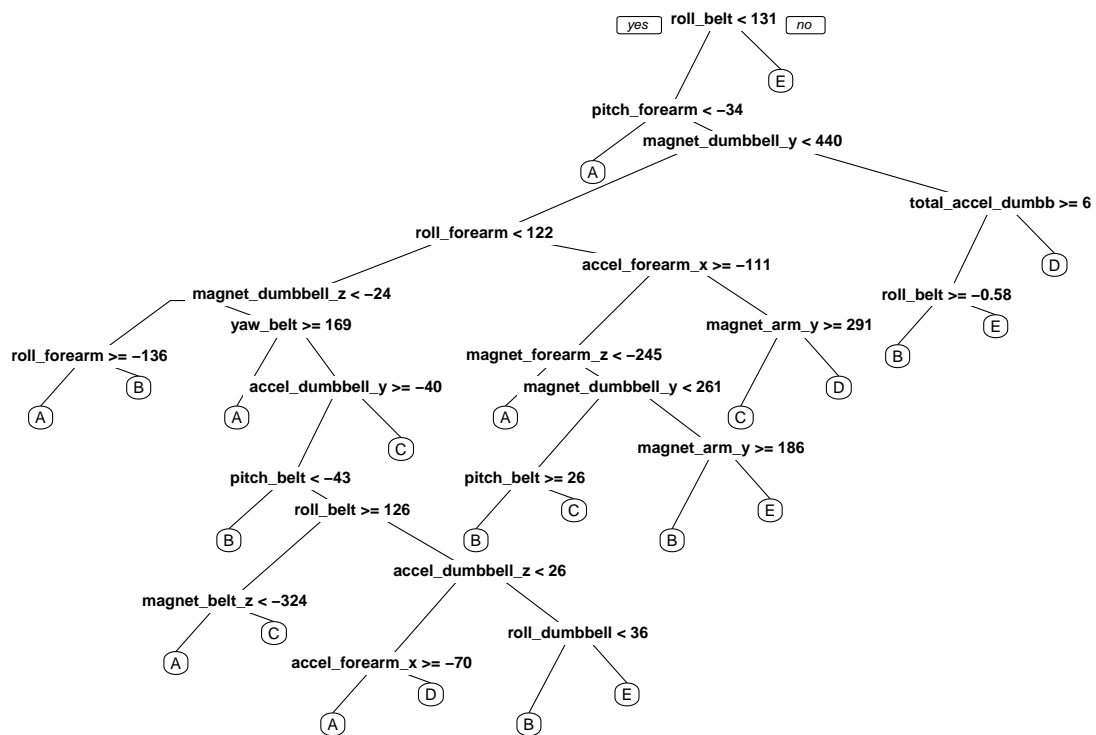 yes roll_belt < 131 no
E
pitch_forearm < −34
magnet_dumbbell_y < 440
A
total_accel_dumbb >= 6
roll_forearm < 122
accel_forearm_x >= −111
D
magnet_dumbbell_z < −24
roll_belt >= −0.58
yaw_belt >= 169
magnet_arm_y >= 291
E
roll_forearm >= −136
magnet_forearm_z < −245
B
B
accel_dumbbell_y >= −40
magnet_dumbbell_y < 261
D
A
A
A
C
C
magnet_arm_y >= 186
pitch_belt < −43
pitch_belt >= 26
roll_belt >= 126
C
E
B
B
B
accel_dumbbell_z < 26
magnet_belt_z < −324
C
roll_dumbbell < 36
A
accel_forearm_x >= −70
D
E
A
B